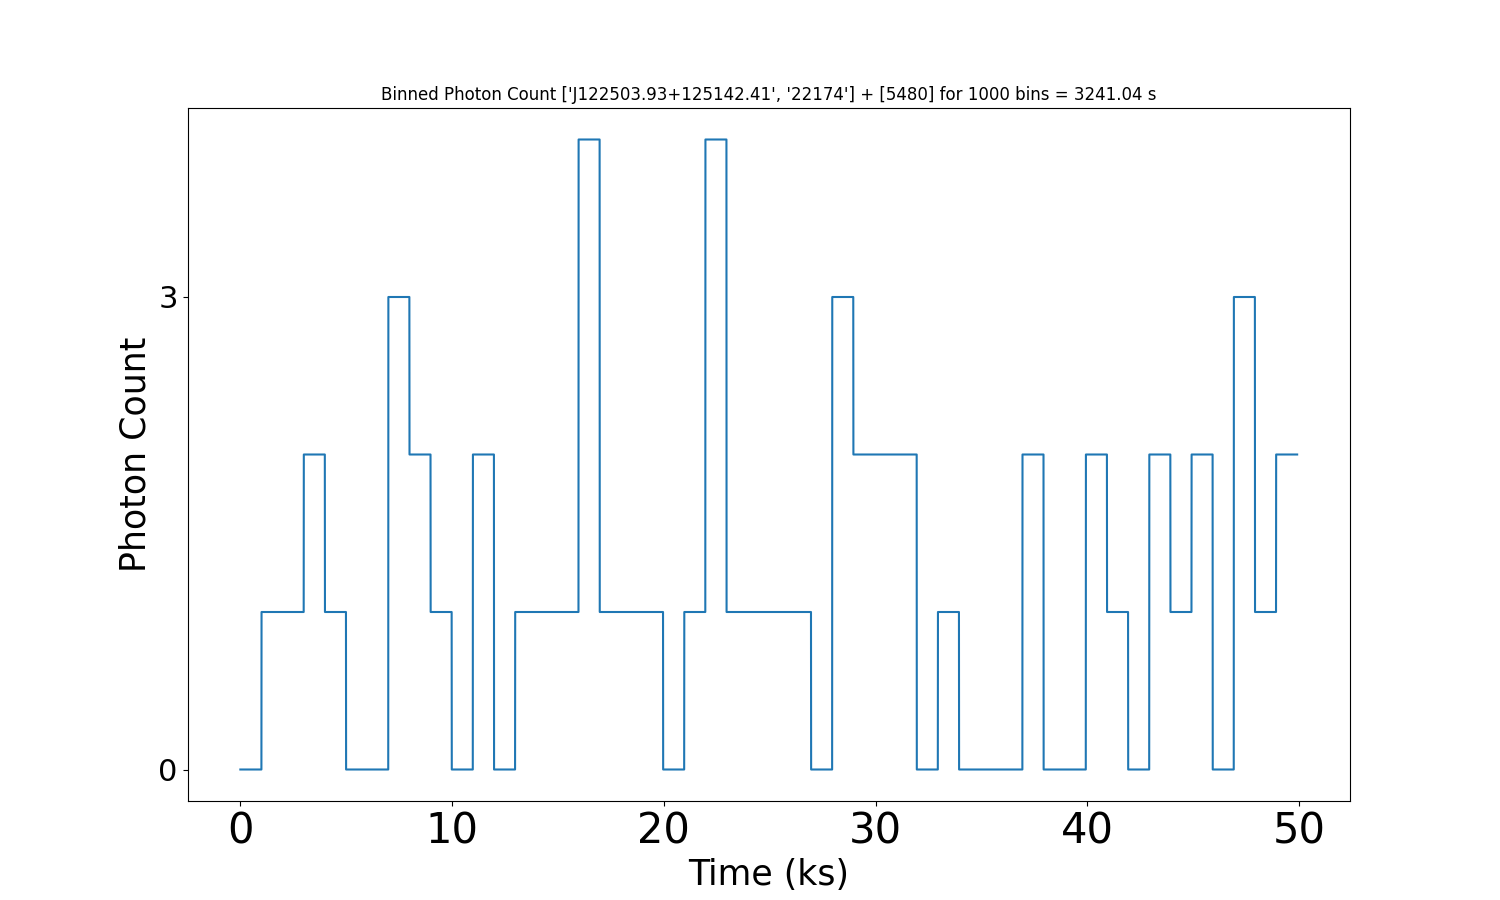 Binned Photon Count ['J122503.93+125142.41', '22174'] + [5480] for 1000 bins = 3241.04 s
3
0
Photon Count
0 10 20 30 40 50
Time (ks)